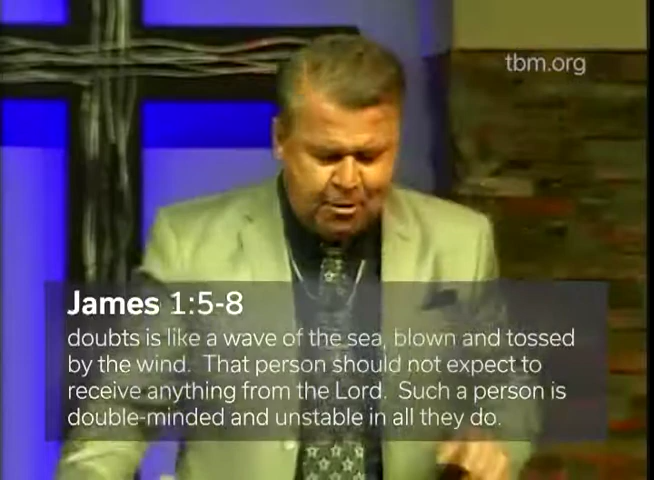 tbm.org
James 1:5-8
doubts is like a wave of the sea, blown and tossed
by the wind.  That person should not expect to
receive anything from the Lord.  Such a person is
double-minded and unstable in all they do.